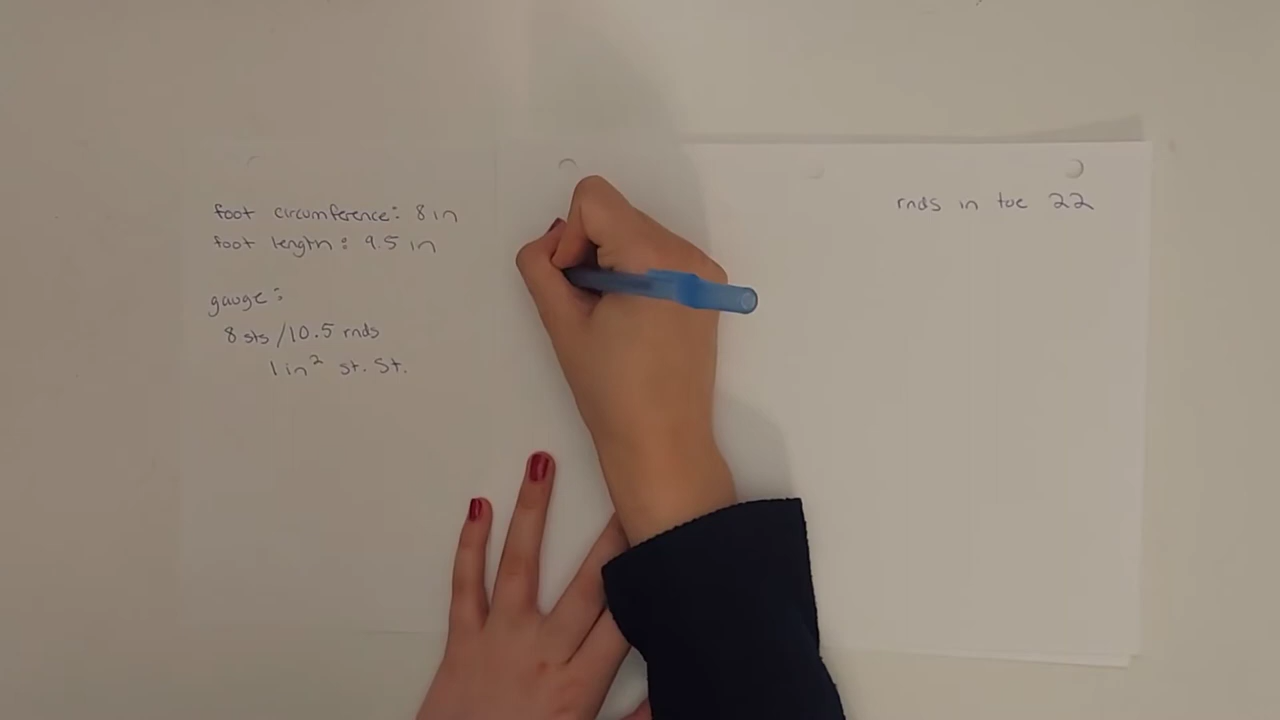 foot circumference: 8 in
foot length: 9.5 in
gauge:
8 sts/10.5 rnds
1 in² st. St.
rnds in toe 22